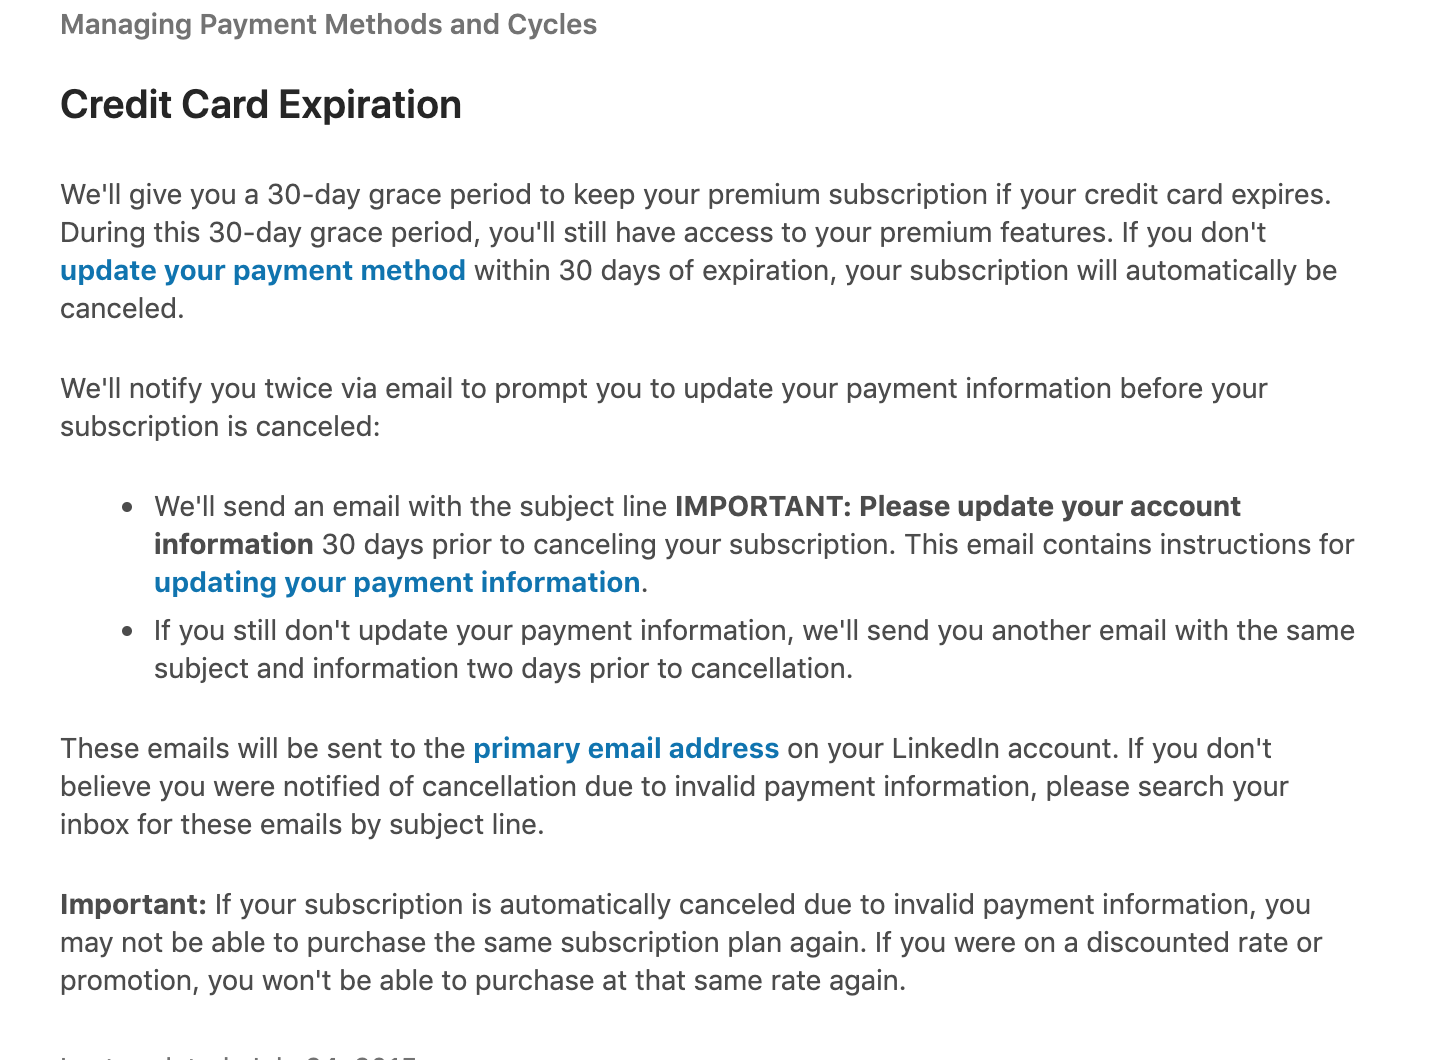 Managing Payment Methods and Cycles
Credit Card Expiration
We'll give you a 30-day grace period to keep your premium subscription if your credit card expires.
During this 30-day grace period, you'll still have access to your premium features. If you don't
update your payment method within 30 days of expiration, your subscription will automatically be
canceled.
We'll notify you twice via email to prompt you to update your payment information before your
subscription is canceled:
• We'll send an email with the subject line IMPORTANT: Please update your account
information 30 days prior to canceling your subscription. This email contains instructions for
updating your payment information.
• If you still don't update your payment information, we'll send you another email with the same
subject and information two days prior to cancellation.
These emails will be sent to the primary email address on your LinkedIn account. If you don't
believe you were notified of cancellation due to invalid payment information, please search your
inbox for these emails by subject line.
Important: If your subscription is automatically canceled due to invalid payment information, you
may not be able to purchase the same subscription plan again. If you were on a discounted rate or
promotion, you won't be able to purchase at that same rate again.